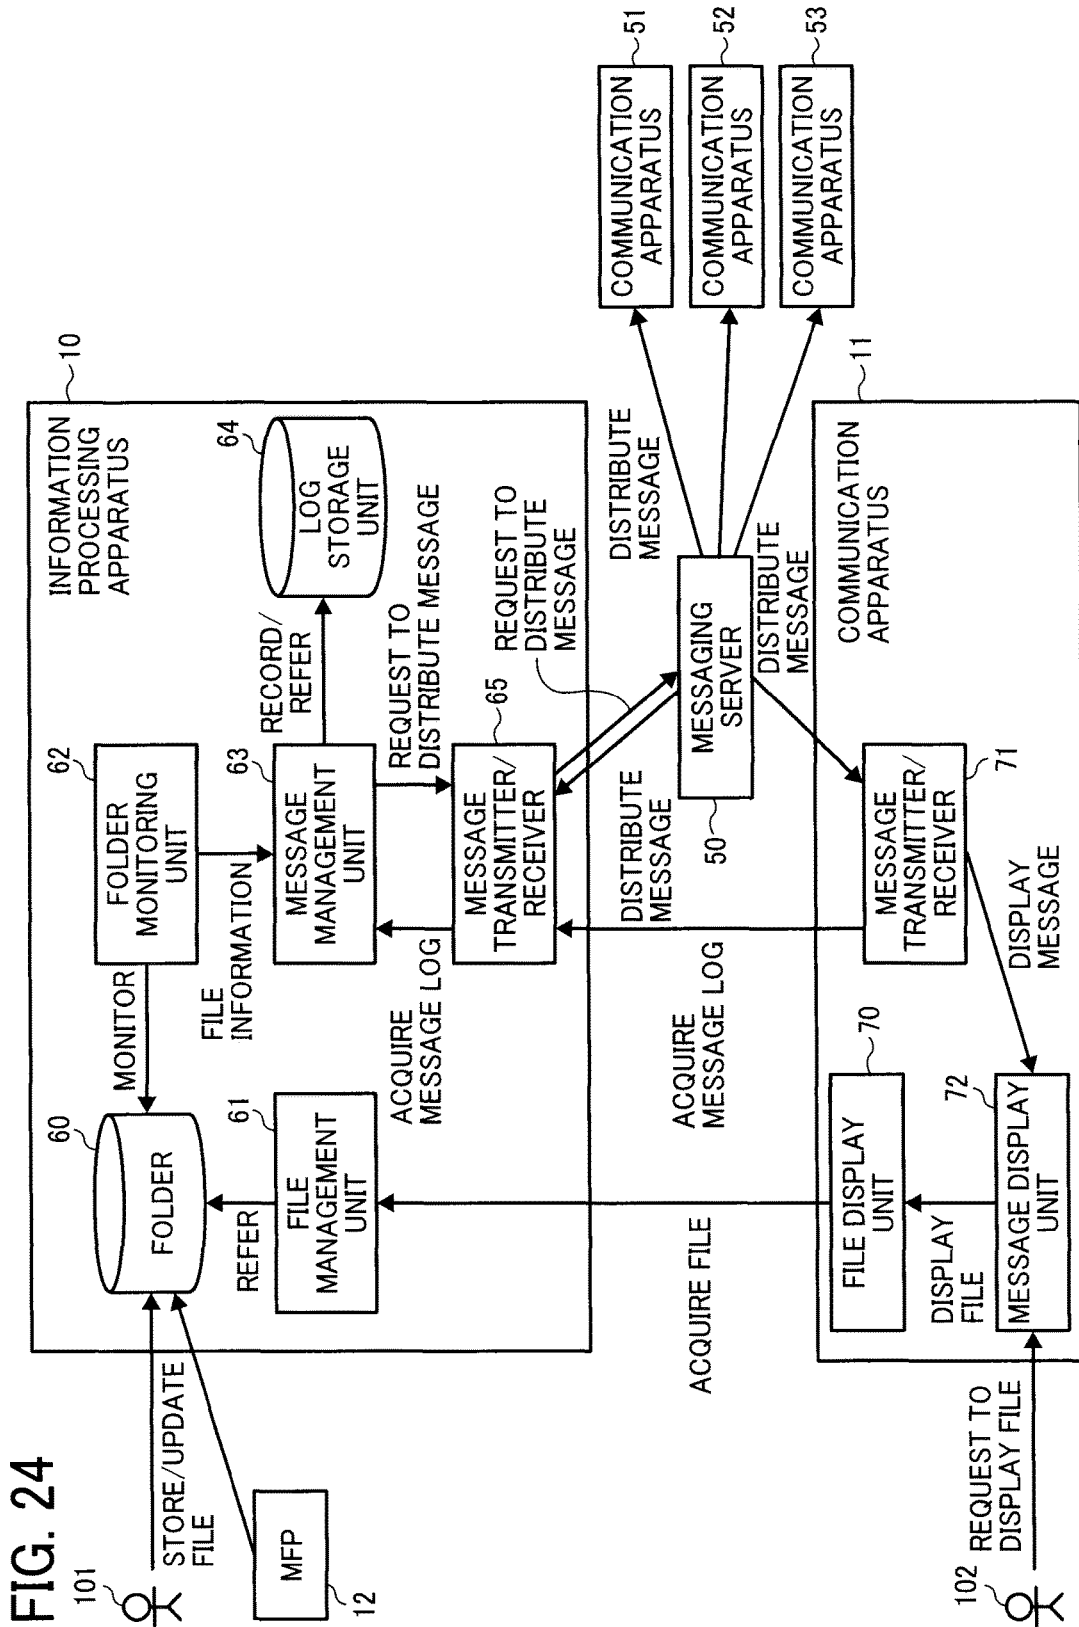 FIG. 24
101
STORE/UPDATE
FILE
MFP
12
INFORMATION
PROCESSING
APPARATUS
10
60
FOLDER
MONITOR
62
FOLDER
MONITORING
UNIT
REFER
61
FILE
MANAGEMENT
UNIT
FILE
INFORMATION
63
MESSAGE
MANAGEMENT
UNIT
RECORD/
REFER
64
LOG
STORAGE
UNIT
ACQUIRE
MESSAGE LOG
REQUEST TO
DISTRIBUTE MESSAGE
65
MESSAGE
TRANSMITTER/
RECEIVER
REQUEST TO
DISTRIBUTE
MESSAGE
DISTRIBUTE
MESSAGE
ACQUIRE FILE
ACQUIRE
MESSAGE LOG
50
MESSAGING
SERVER
DISTRIBUTE
MESSAGE
DISTRIBUTE
MESSAGE
COMMUNICATION
APPARATUS
51
COMMUNICATION
APPARATUS
52
COMMUNICATION
APPARATUS
53
11
COMMUNICATION
APPARATUS
FILE DISPLAY
UNIT
70
MESSAGE
TRANSMITTER/
RECEIVER
71
DISPLAY
FILE
DISPLAY
MESSAGE
72
MESSAGE DISPLAY
UNIT
102
REQUEST TO
DISPLAY FILE